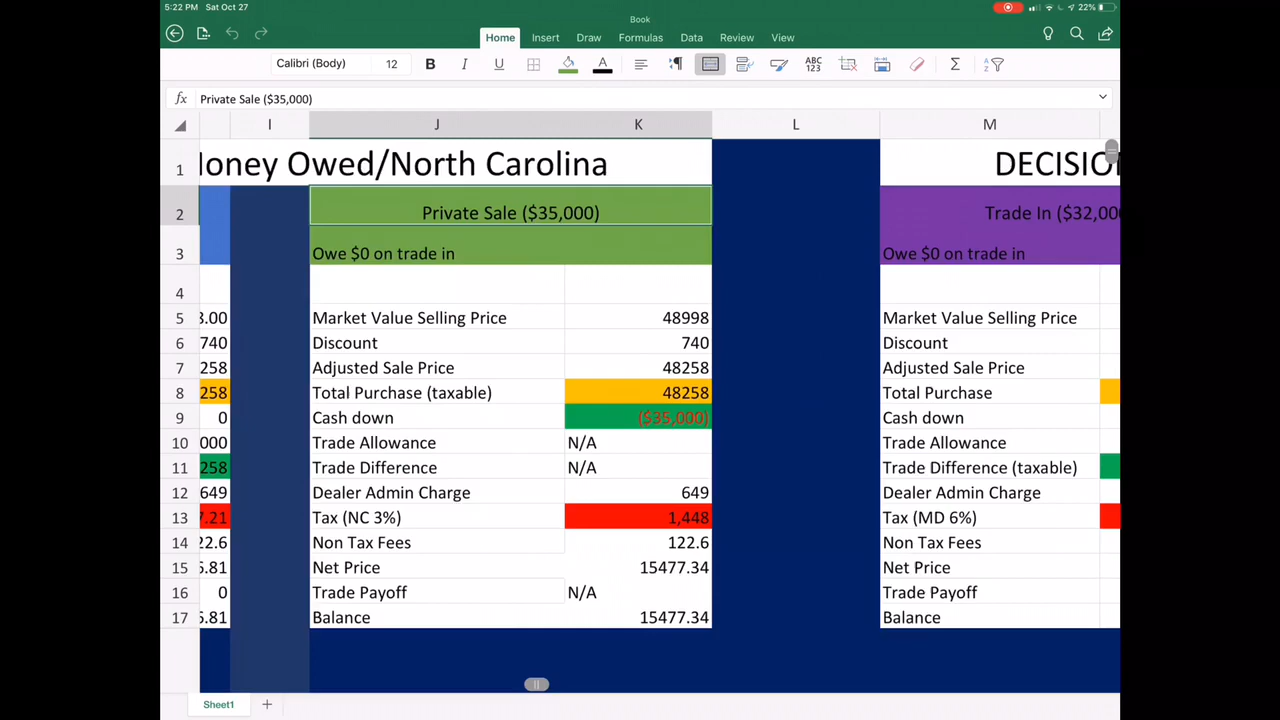 5:22 PM Sat Oct 27
22%
Book
Home Insert Draw Formulas Data Review View
Calibri (Body) 12 B I U A ABC 123 Σ
fx Private Sale ($35,000)
I J K L M
1 Money Owed/North Carolina DECISIO
2 Private Sale ($35,000) Trade In ($32,00
3 Owe $0 on trade in Owe $0 on trade in
4
5 8.00 Market Value Selling Price 48998 Market Value Selling Price
6 740 Discount 740 Discount
7 258 Adjusted Sale Price 48258 Adjusted Sale Price
8 258 Total Purchase (taxable) 48258 Total Purchase
9 0 Cash down ($35,000) Cash down
10 000 Trade Allowance N/A Trade Allowance
11 258 Trade Difference N/A Trade Difference (taxable)
12 649 Dealer Admin Charge 649 Dealer Admin Charge
13 7.21 Tax (NC 3%) 1,448 Tax (MD 6%)
14 22.6 Non Tax Fees 122.6 Non Tax Fees
15 5.81 Net Price 15477.34 Net Price
16 0 Trade Payoff N/A Trade Payoff
17 5.81 Balance 15477.34 Balance
Sheet1 +